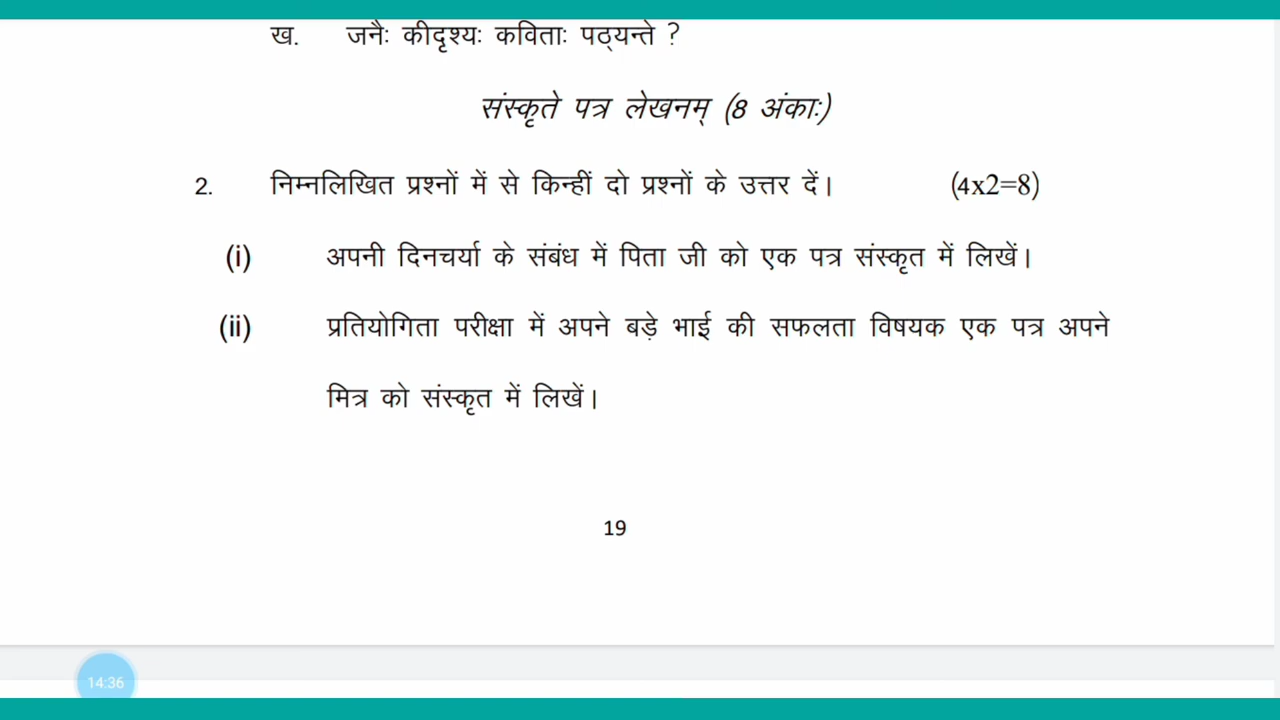 ख. जनैः कीदृश्यः कविताः पठ्यन्ते ?
संस्कृते पत्र लेखनम् (8 अंकाः)
2. निम्नलिखित प्रश्नों में से किन्हीं दो प्रश्नों के उत्तर दें। (4x2=8)
(i) अपनी दिनचर्या के संबंध में पिता जी को एक पत्र संस्कृत में लिखें।
(ii) प्रतियोगिता परीक्षा में अपने बड़े भाई की सफलता विषयक एक पत्र अपने
मित्र को संस्कृत में लिखें।
19
14:36